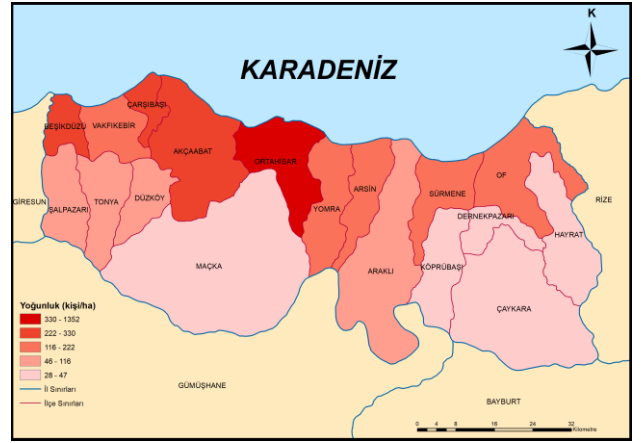 K
KARADENİZ
ÇARŞIBAŞI
BEŞİKDÜZÜ
VAKFIKEBİR
AKÇAABAT
ORTAHİSAR
ARSİN
OF
GİRESUN
ŞALPAZARI
TONYA
DÜZKÖY
YOMRA
SÜRMENE
RİZE
DERNEKPAZARI
HAYRAT
MAÇKA
ARAKLI
KÖPRÜBAŞI
ÇAYKARA
Yoğunluk (kişi/ha)
330 - 1352
222 - 330
116 - 222
46 - 116
28 - 47
İl Sınırları
İlçe Sınırları
GÜMÜŞHANE
BAYBURT
0 4 8 16 24 32
Kilometre